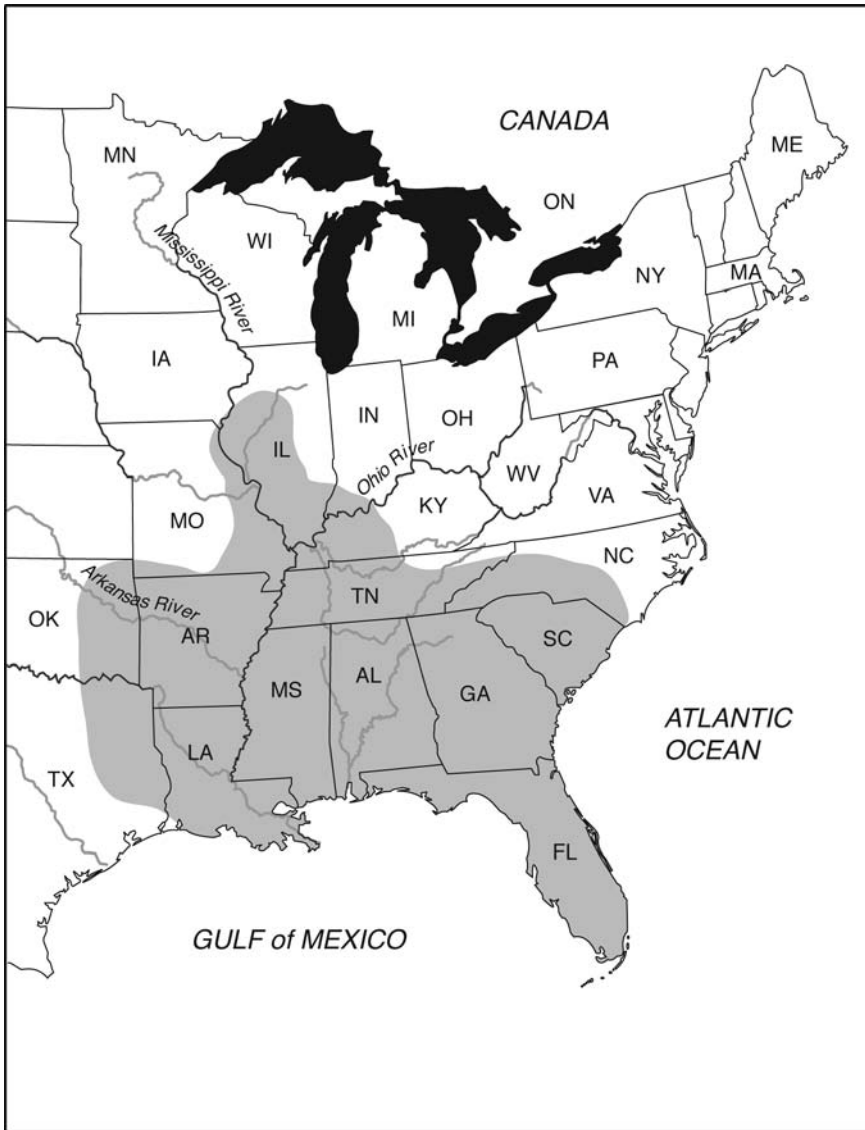 CANADA
ME
MN
ON
WI
Mississippi River
NY
MA
MI
IA
PA
IN
OH
IL
Ohio River
WV
KY
VA
MO
NC
Arkansas River
TN
OK
AR
SC
MS
AL
GA
ATLANTIC
OCEAN
LA
TX
FL
GULF of MEXICO